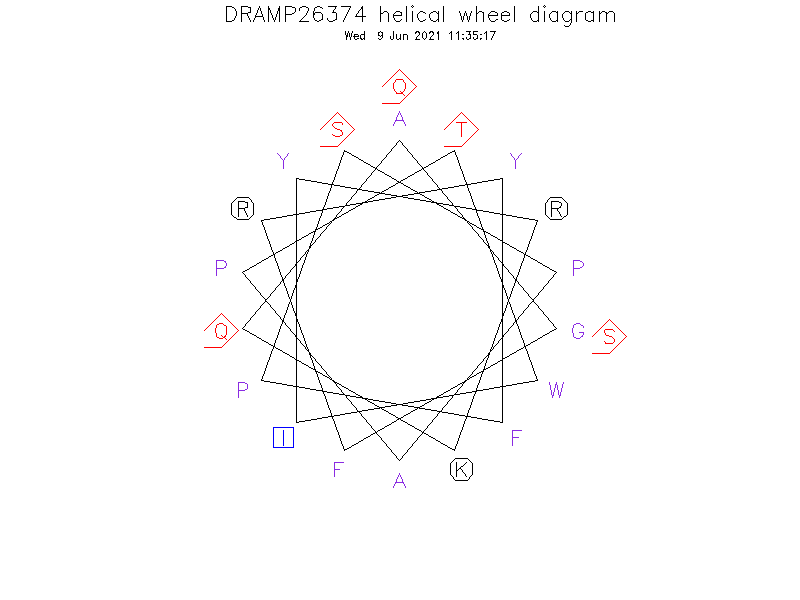 DRAMP26374 helical wheel diagram
Wed 9 Jun 2021 11:35:17
Q
A
S T
Y Y
R R
P P
Q G S
P W
I F
F K
A